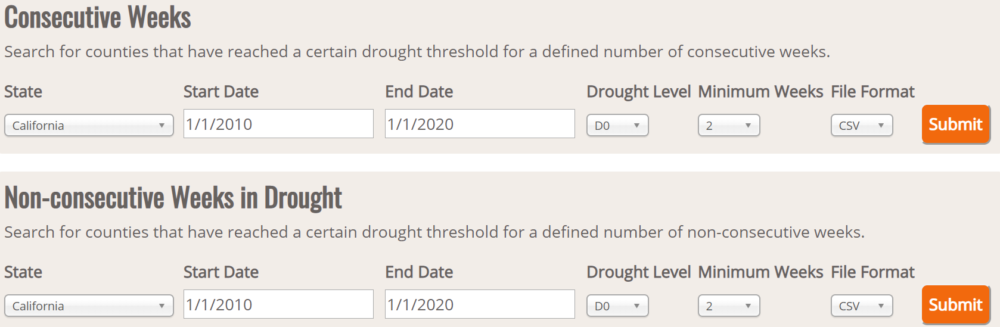 Consecutive Weeks
Search for counties that have reached a certain drought threshold for a defined number of consecutive weeks.
State Start Date End Date Drought Level Minimum Weeks File Format
California 1/1/2010 1/1/2020 D0 2 CSV Submit
Non-consecutive Weeks in Drought
Search for counties that have reached a certain drought threshold for a defined number of non-consecutive weeks.
State Start Date End Date Drought Level Minimum Weeks File Format
California 1/1/2010 1/1/2020 D0 2 CSV Submit